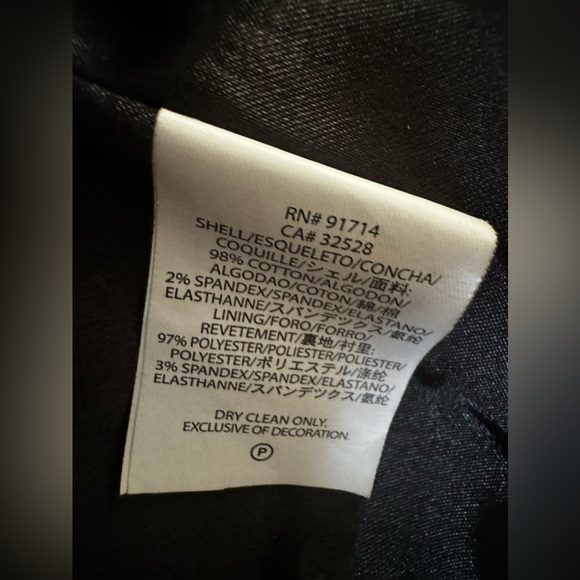 RN# 91714
CA# 32528
SHELL/ESQUELETO/CONCHA/
COQUILLE/シェル/面料:
98% COTTON/ALGODON/
ALGODAO/COTON/綿/棉
2% SPANDEX/SPANDEX/ELASTANO/
ELASTHANNE/スパンデックス/氨纶
LINING/FORO/FORRO/
REVETEMENT/裏地/衬里:
97% POLYESTER/POLIESTER/POLIESTER/
POLYESTER/ポリエステル/涤纶
3% SPANDEX/SPANDEX/ELASTANO/
ELASTHANNE/スパンデックス/氨纶
DRY CLEAN ONLY.
EXCLUSIVE OF DECORATION.
P